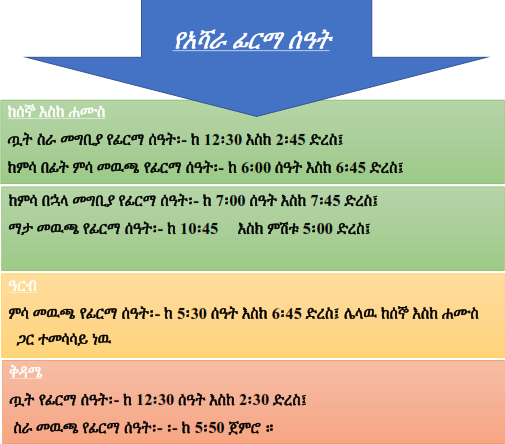 የአሻራ ፊርማ ሰዓት
ከሰኞ እስከ ሐሙስ
ጧት ስራ መግቢያ የፊርማ ሰዓት፡- ከ 12፡30 እስከ 2፡45 ድረስ፤
ከምሳ በፊት ምሳ መዉጫ የፊርማ ሰዓት፡- ከ 6፡00 ሰዓት እስከ 6፡45 ድረስ፤
ከምሳ በኋላ መግቢያ የፊርማ ሰዓት፡- ከ 7፡00 ሰዓት እስከ 7፡45 ድረስ፤
ማታ መዉጫ የፊርማ ሰዓት፡- ከ 10፡45 እስከ ምሽቱ 5፡00 ድረስ፤
ዓርብ
ምሳ መዉጫ የፊርማ ሰዓት፡- ከ 5፡30 ሰዓት እስከ 6፡45 ድረስ፤ ሌላዉ ከሰኞ እስከ ሐሙስ
ጋር ተመሳሳይ ነዉ
ቅዳሜ
ጧት የፊርማ ሰዓት፡- ከ 12፡30 ሰዓት እስከ 2፡30 ድረስ፤
ስራ መዉጫ የፊርማ ሰዓት፡- ፡- ከ 5፡50 ጀምሮ ።